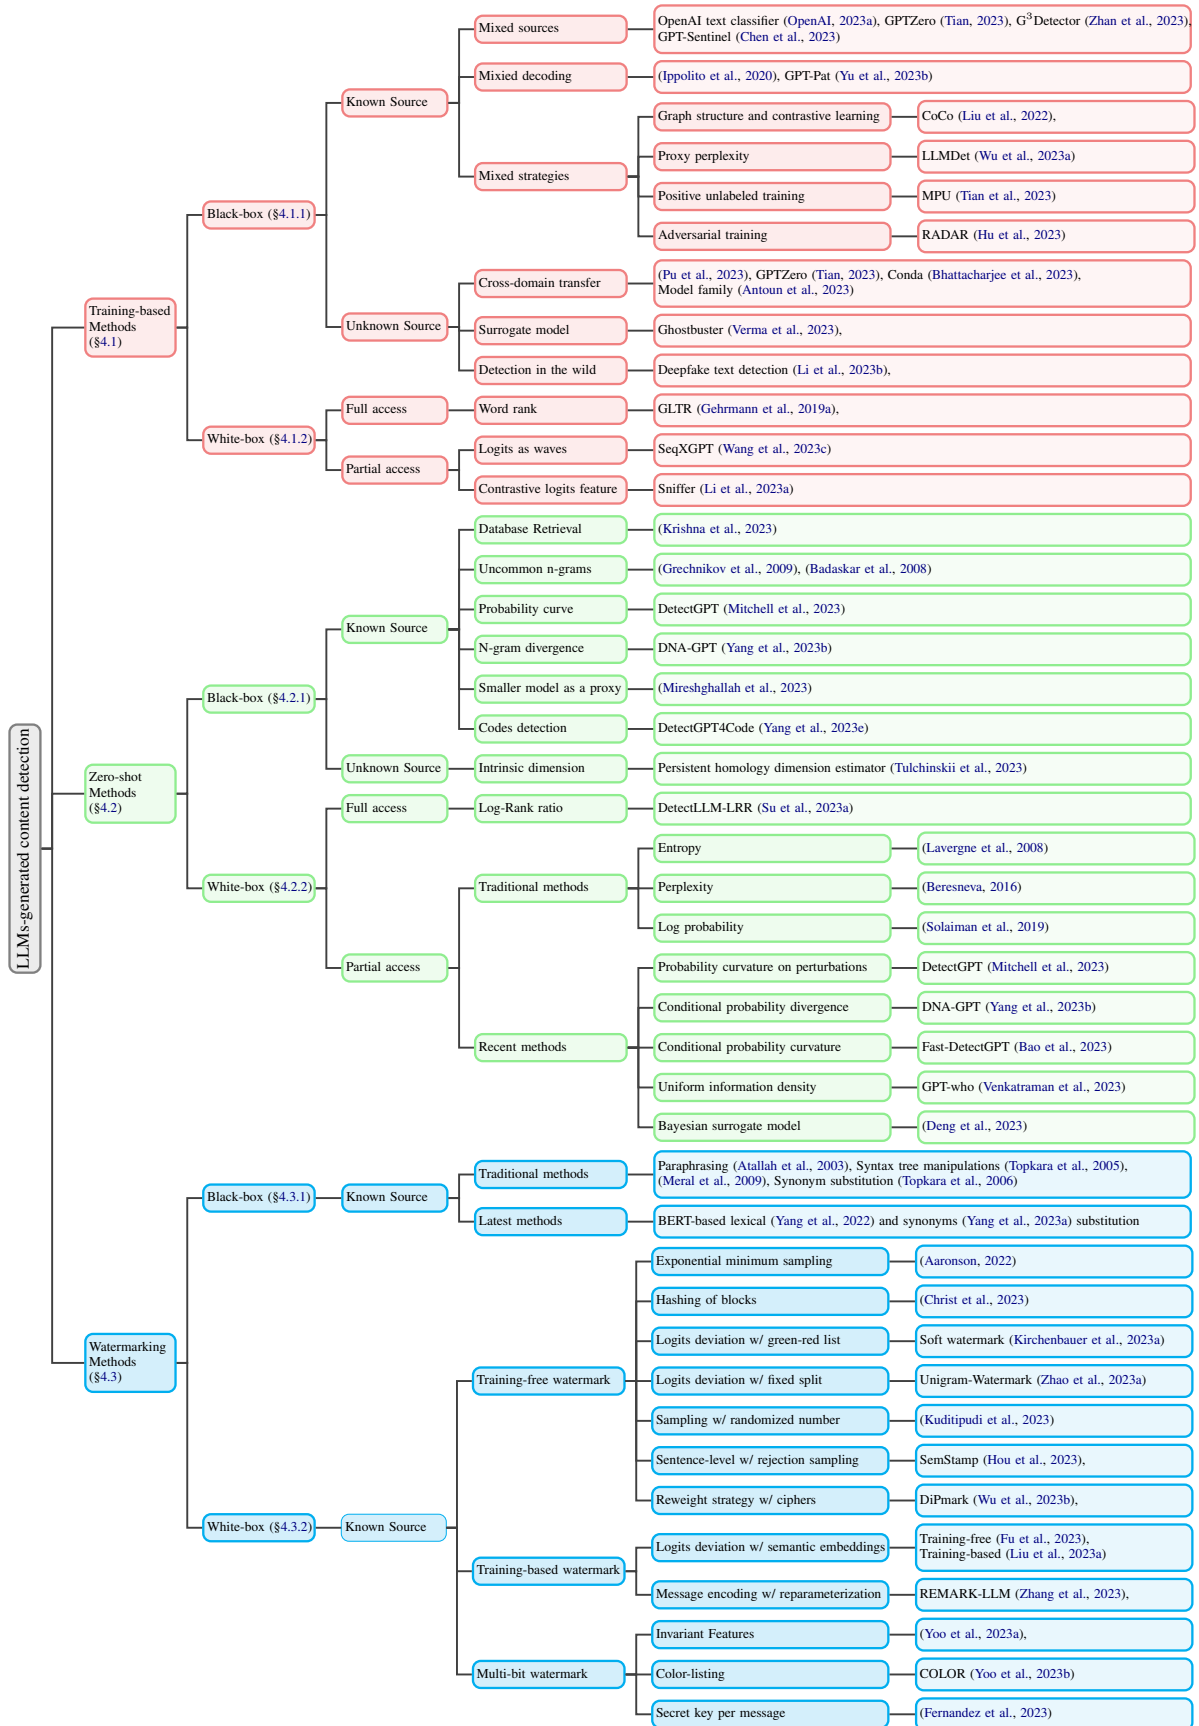 LLMs-generated content detection
Training-based
Methods
(§4.1)
Black-box (§4.1.1)
Known Source
Mixed sources
OpenAI text classifier (OpenAI, 2023a), GPTZero (Tian, 2023), G³Detector (Zhan et al., 2023),
GPT-Sentinel (Chen et al., 2023)
Mixied decoding
(Ippolito et al., 2020), GPT-Pat (Yu et al., 2023b)
Mixed strategies
Graph structure and contrastive learning
CoCo (Liu et al., 2022),
Proxy perplexity
LLMDet (Wu et al., 2023a)
Positive unlabeled training
MPU (Tian et al., 2023)
Adversarial training
RADAR (Hu et al., 2023)
Unknown Source
Cross-domain transfer
(Pu et al., 2023), GPTZero (Tian, 2023), Conda (Bhattacharjee et al., 2023),
Model family (Antoun et al., 2023)
Surrogate model
Ghostbuster (Verma et al., 2023),
Detection in the wild
Deepfake text detection (Li et al., 2023b),
White-box (§4.1.2)
Full access
Word rank
GLTR (Gehrmann et al., 2019a),
Partial access
Logits as waves
SeqXGPT (Wang et al., 2023c)
Contrastive logits feature
Sniffer (Li et al., 2023a)
Zero-shot
Methods
(§4.2)
Black-box (§4.2.1)
Known Source
Database Retrieval
(Krishna et al., 2023)
Uncommon n-grams
(Grechnikov et al., 2009), (Badaskar et al., 2008)
Probability curve
DetectGPT (Mitchell et al., 2023)
N-gram divergence
DNA-GPT (Yang et al., 2023b)
Smaller model as a proxy
(Mireshghallah et al., 2023)
Codes detection
DetectGPT4Code (Yang et al., 2023e)
Unknown Source
Intrinsic dimension
Persistent homology dimension estimator (Tulchinskii et al., 2023)
White-box (§4.2.2)
Full access
Log-Rank ratio
DetectLLM-LRR (Su et al., 2023a)
Partial access
Traditional methods
Entropy
(Lavergne et al., 2008)
Perplexity
(Beresneva, 2016)
Log probability
(Solaiman et al., 2019)
Recent methods
Probability curvature on perturbations
DetectGPT (Mitchell et al., 2023)
Conditional probability divergence
DNA-GPT (Yang et al., 2023b)
Conditional probability curvature
Fast-DetectGPT (Bao et al., 2023)
Uniform information density
GPT-who (Venkatraman et al., 2023)
Bayesian surrogate model
(Deng et al., 2023)
Watermarking
Methods
(§4.3)
Black-box (§4.3.1)
Known Source
Traditional methods
Paraphrasing (Atallah et al., 2003), Syntax tree manipulations (Topkara et al., 2005),
(Meral et al., 2009), Synonym substitution (Topkara et al., 2006)
Latest methods
BERT-based lexical (Yang et al., 2022) and synonyms (Yang et al., 2023a) substitution
White-box (§4.3.2)
Known Source
Training-free watermark
Exponential minimum sampling
(Aaronson, 2022)
Hashing of blocks
(Christ et al., 2023)
Logits deviation w/ green-red list
Soft watermark (Kirchenbauer et al., 2023a)
Logits deviation w/ fixed split
Unigram-Watermark (Zhao et al., 2023a)
Sampling w/ randomized number
(Kuditipudi et al., 2023)
Sentence-level w/ rejection sampling
SemStamp (Hou et al., 2023),
Reweight strategy w/ ciphers
DiPmark (Wu et al., 2023b),
Training-based watermark
Logits deviation w/ semantic embeddings
Training-free (Fu et al., 2023),
Training-based (Liu et al., 2023a)
Message encoding w/ reparameterization
REMARK-LLM (Zhang et al., 2023),
Multi-bit watermark
Invariant Features
(Yoo et al., 2023a),
Color-listing
COLOR (Yoo et al., 2023b)
Secret key per message
(Fernandez et al., 2023)